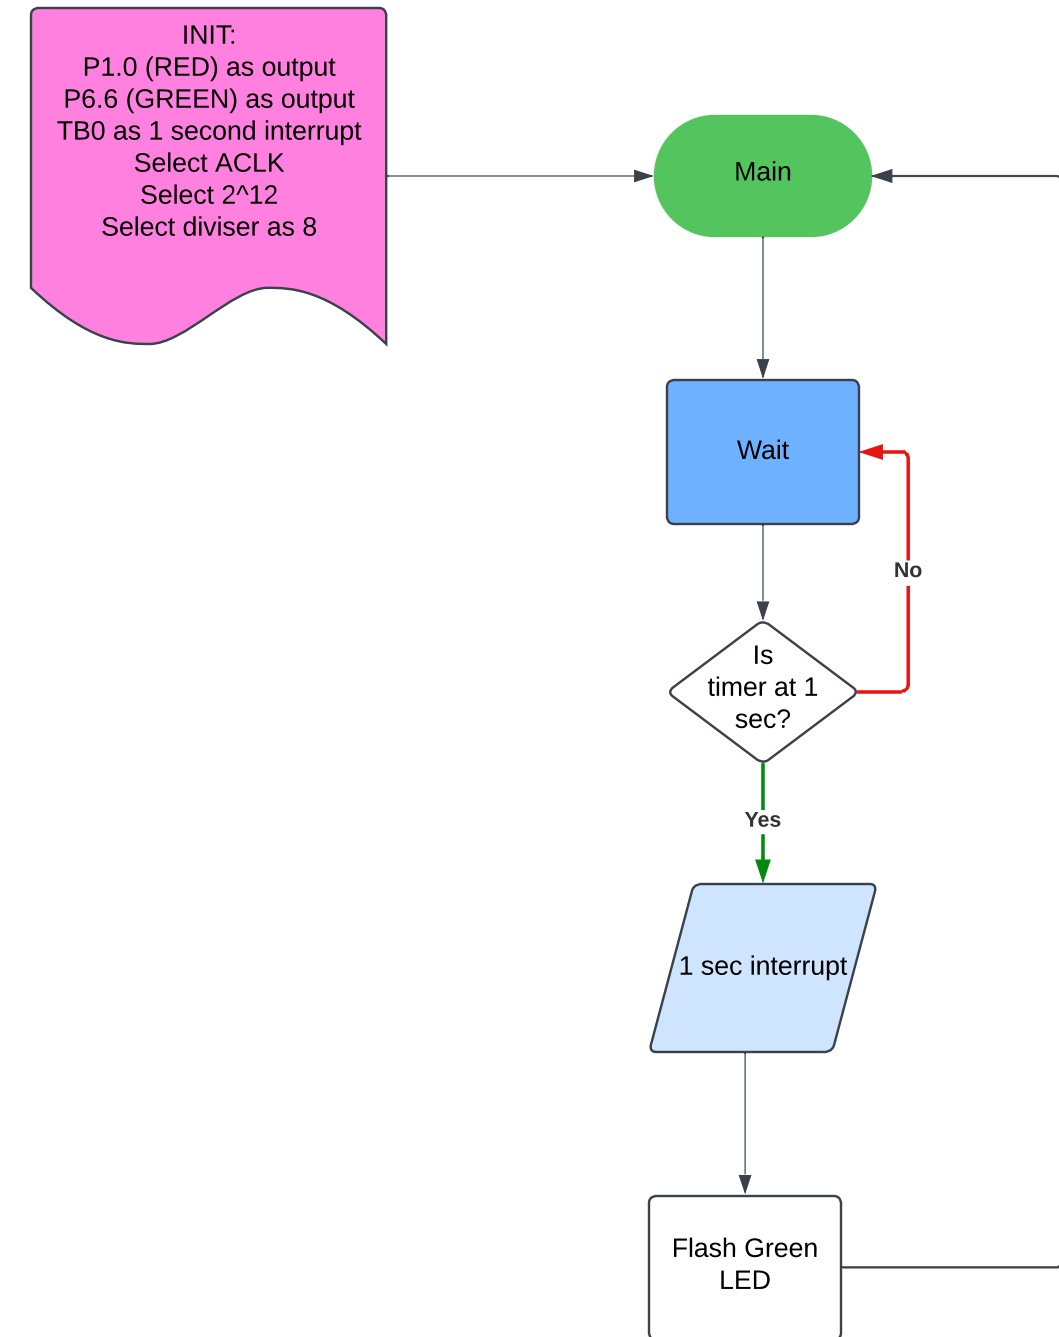 INIT:
P1.0 (RED) as output
P6.6 (GREEN) as output
TB0 as 1 second interrupt
Select ACLK
Select 2^12
Select diviser as 8
Main
Wait
No
Is
timer at 1
sec?
Yes
1 sec interrupt
Flash Green
LED